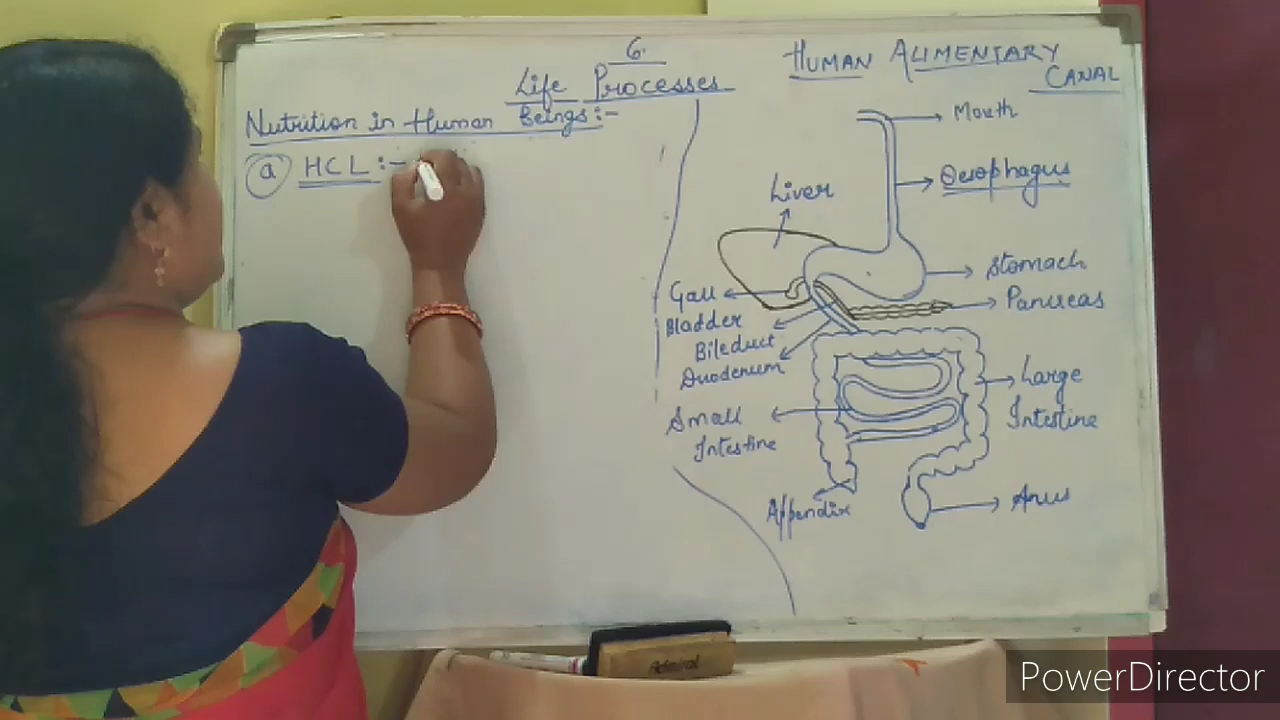 6.
Life Processes
Nutrition in Human Beings:-
(a) HCL :-
HUMAN ALIMENTARY
CANAL
Mouth
Oesophagus
Liver
Stomach
Pancreas
Gall
Bladder
Bileduct
Duodenum
Large
Intestine
Small
Intestine
Appendix
Anus
Admiral
PowerDirector